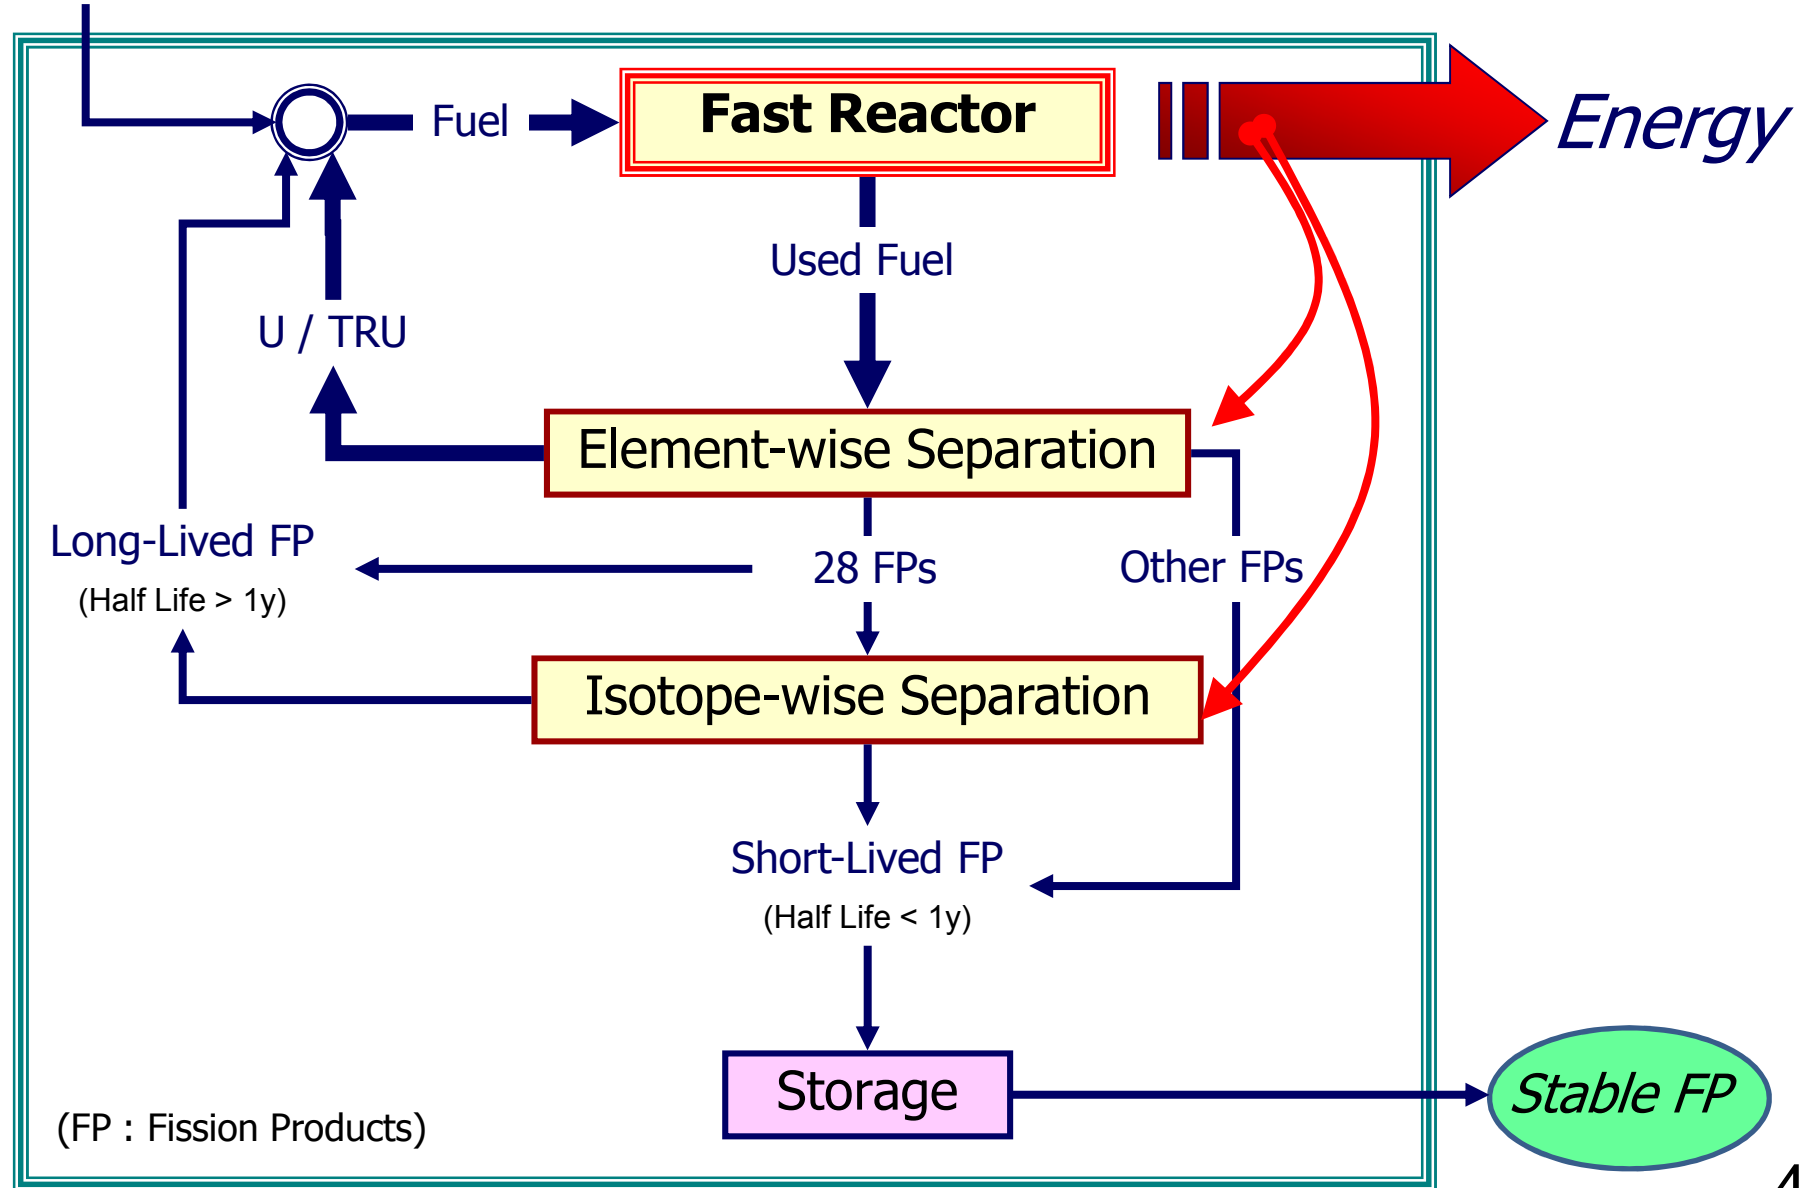 Fuel
Fast Reactor
Energy
Used Fuel
U / TRU
Element-wise Separation
Long-Lived FP
(Half Life > 1y)
28 FPs
Other FPs
Isotope-wise Separation
Short-Lived FP
(Half Life < 1y)
Storage
Stable FP
(FP : Fission Products)